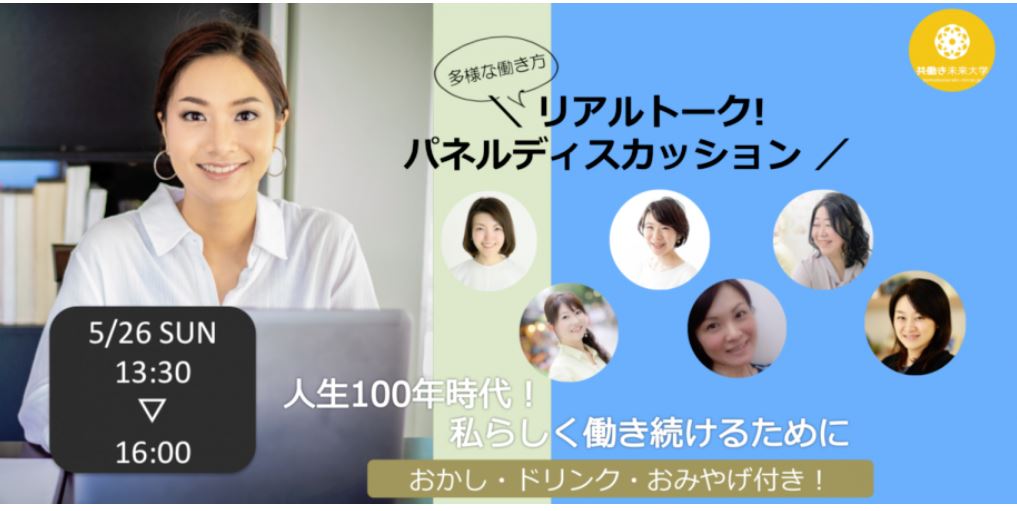 多様な働き方
\ リアルトーク!
パネルディスカッション /
共働き未来大学
5/26 SUN
13:30
▽
16:00
人生100年時代！
私らしく働き続けるために
おかし・ドリンク・おみやげ付き！